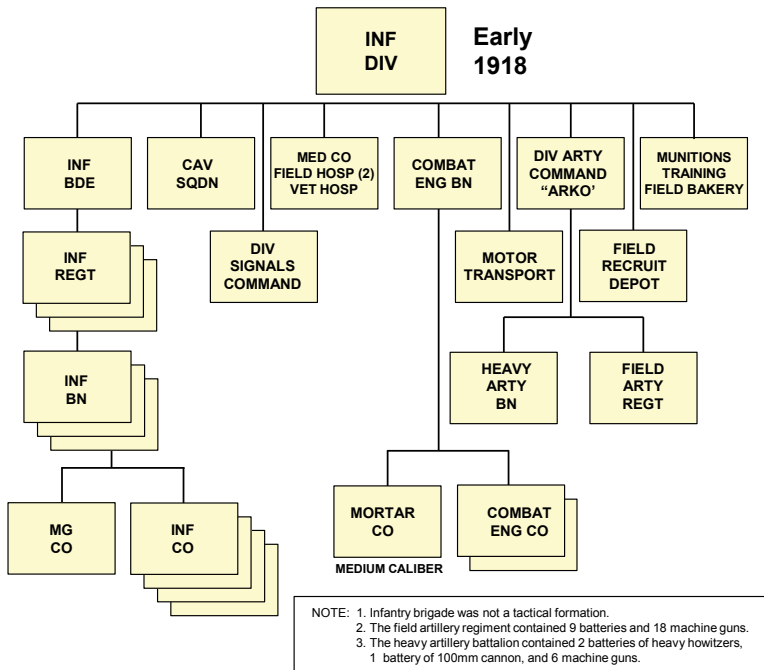 INF
DIV
Early
1918
INF
BDE
CAV
SQDN
MED CO
FIELD HOSP (2)
VET HOSP
COMBAT
ENG BN
DIV ARTY
COMMAND
“ARKO’
MUNITIONS
TRAINING
FIELD BAKERY
INF
REGT
DIV
SIGNALS
COMMAND
MOTOR
TRANSPORT
FIELD
RECRUIT
DEPOT
INF
BN
HEAVY
ARTY
BN
FIELD
ARTY
REGT
MG
CO
INF
CO
MORTAR
CO
COMBAT
ENG CO
MEDIUM CALIBER
NOTE: 1. Infantry brigade was not a tactical formation.
2. The field artillery regiment contained 9 batteries and 18 machine guns.
3. The heavy artillery battalion contained 2 batteries of heavy howitzers,
1 battery of 100mm cannon, and 6 machine guns.